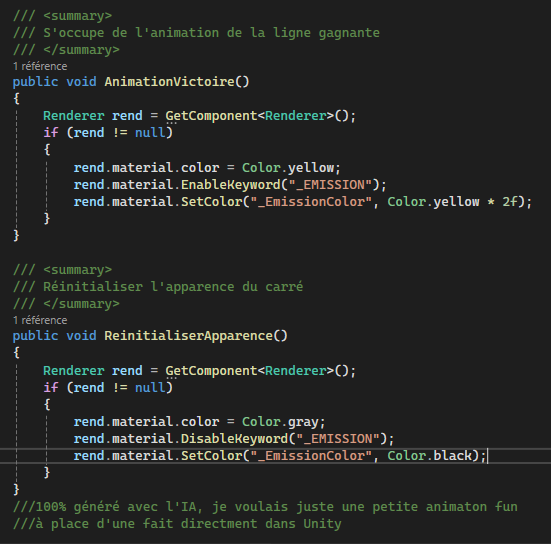 /// <summary>
/// S'occupe de l'animation de la ligne gagnante
/// </summary>
1 référence
public void AnimationVictoire()
{
Renderer rend = GetComponent<Renderer>();
if (rend != null)
{
rend.material.color = Color.yellow;
rend.material.EnableKeyword("_EMISSION");
rend.material.SetColor("_EmissionColor", Color.yellow * 2f);
}
}
/// <summary>
/// Réinitialiser l'apparence du carré
/// </summary>
1 référence
public void ReinitialiserApparence()
{
Renderer rend = GetComponent<Renderer>();
if (rend != null)
{
rend.material.color = Color.gray;
rend.material.DisableKeyword("_EMISSION");
rend.material.SetColor("_EmissionColor", Color.black);
}
}
///100% généré avec l'IA, je voulais juste une petite animaton fun
///à place d'une fait directment dans Unity